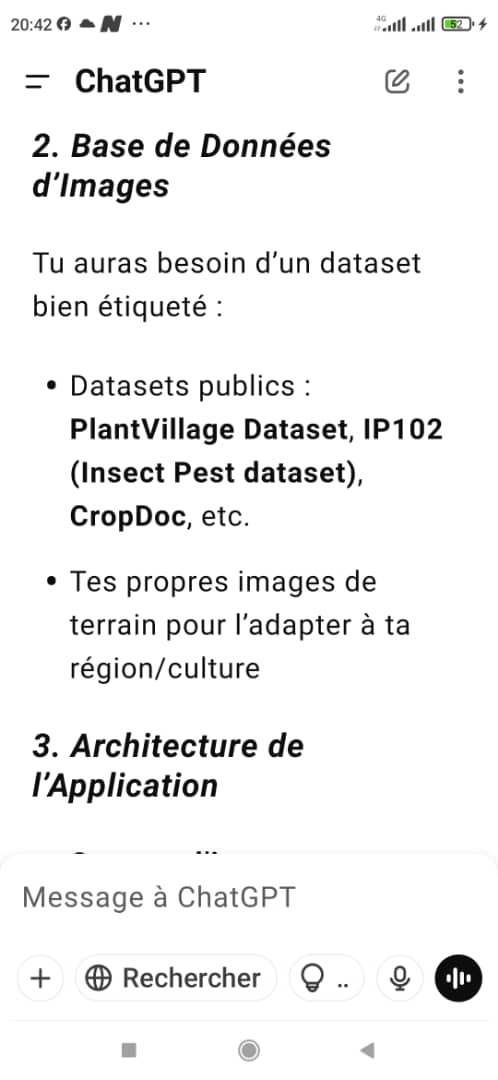 20:42
4G
52
ChatGPT
2. Base de Données
d'Images
Tu auras besoin d'un dataset
bien étiqueté :
• Datasets publics :
PlantVillage Dataset, IP102
(Insect Pest dataset),
CropDoc, etc.
• Tes propres images de
terrain pour l'adapter à ta
région/culture
3. Architecture de
l'Application
Message à ChatGPT
Rechercher ..